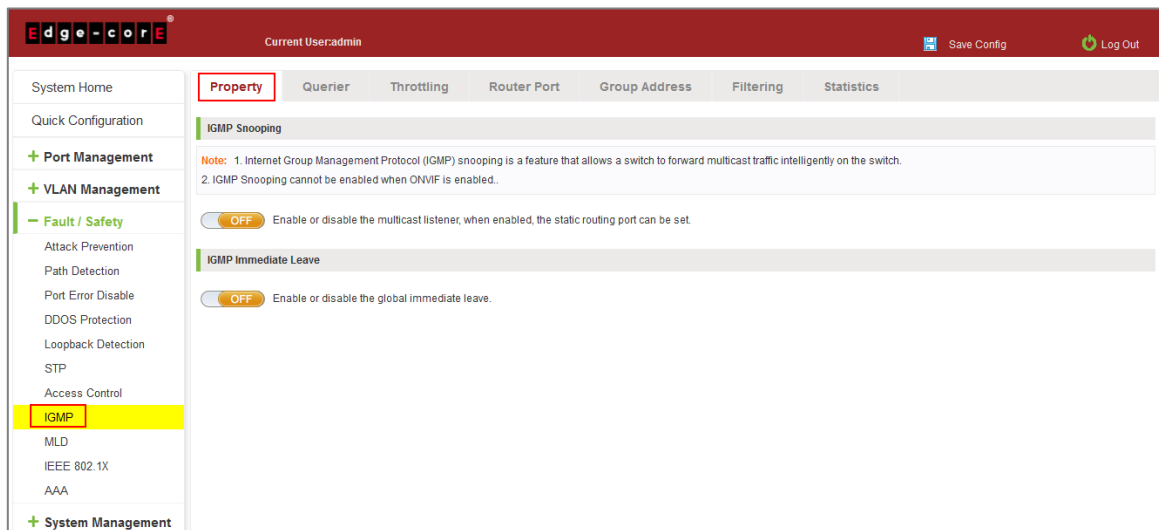 Edge-corE®
Current User:admin
Save Config
Log Out
System Home
Quick Configuration
+ Port Management
+ VLAN Management
− Fault / Safety
Attack Prevention
Path Detection
Port Error Disable
DDOS Protection
Loopback Detection
STP
Access Control
IGMP
MLD
IEEE 802.1X
AAA
+ System Management
Property Querier Throttling Router Port Group Address Filtering Statistics
IGMP Snooping
Note: 1. Internet Group Management Protocol (IGMP) snooping is a feature that allows a switch to forward multicast traffic intelligently on the switch.
2. IGMP Snooping cannot be enabled when ONVIF is enabled..
OFF Enable or disable the multicast listener, when enabled, the static routing port can be set.
IGMP Immediate Leave
OFF Enable or disable the global immediate leave.